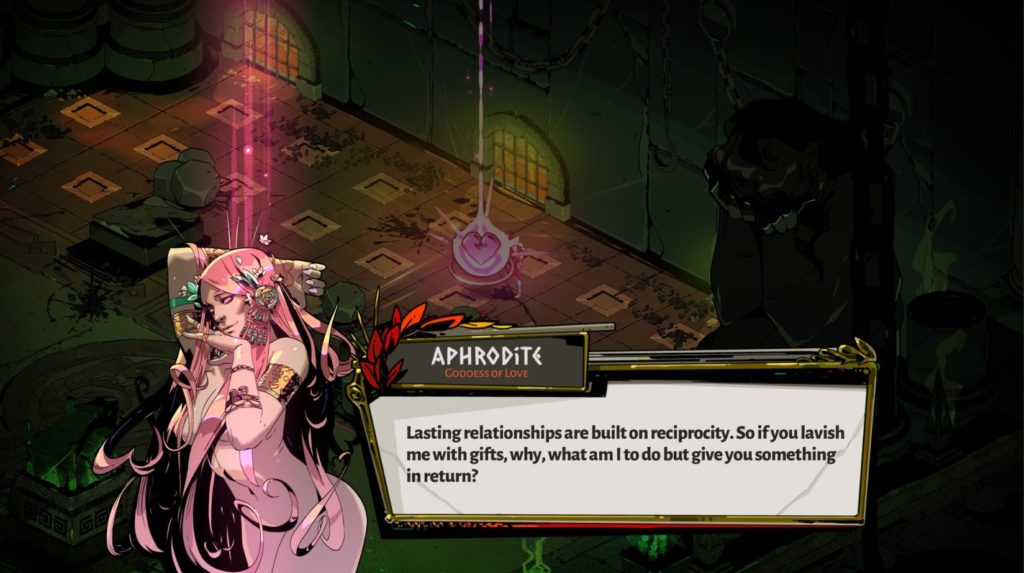 APHRODiTE
Goddess of Love
Lasting relationships are built on reciprocity. So if you lavish
me with gifts, why, what am I to do but give you something
in return?